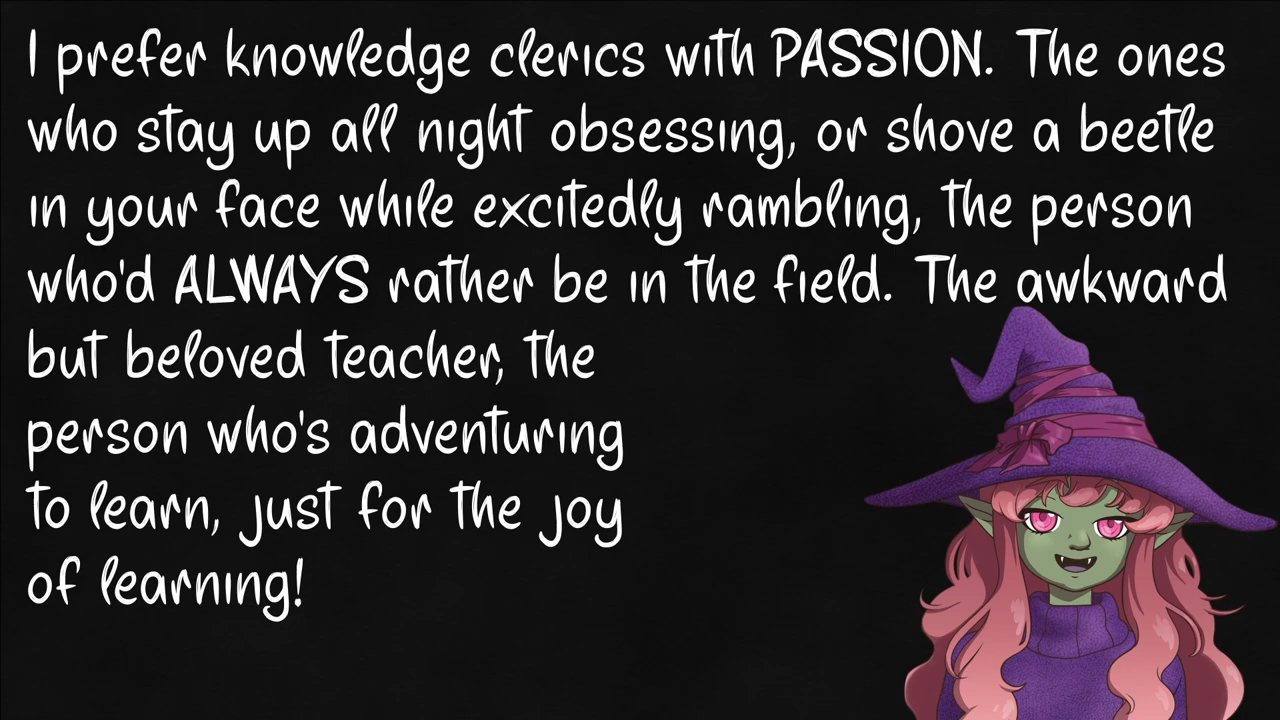 I prefer knowledge clerics with PASSION. The ones
who stay up all night obsessing, or shove a beetle
in your face while excitedly rambling, the person
who'd ALWAYS rather be in the field. The awkward
but beloved teacher, the
person who's adventuring
to learn, just for the joy
of learning!